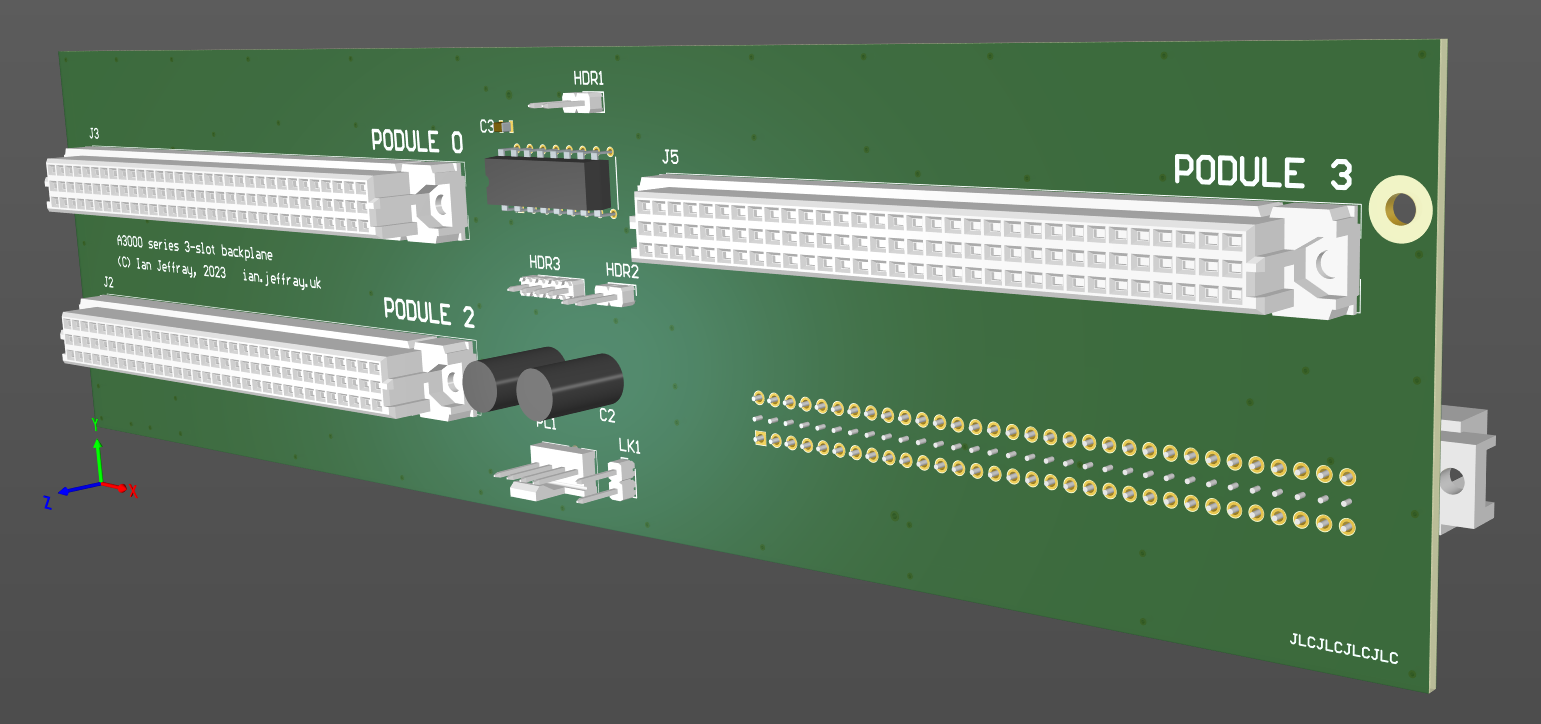 HDR1
C3
J3
PODULE 0
J5
PODULE 3
A3000 series 3-slot backplane
(C) Ian Jeffray, 2023 ian.jeffray.uk
HDR3
HDR2
J2
PODULE 2
C2
PL1
LK1
Y
Z
X
JLCJLCJLCJLC